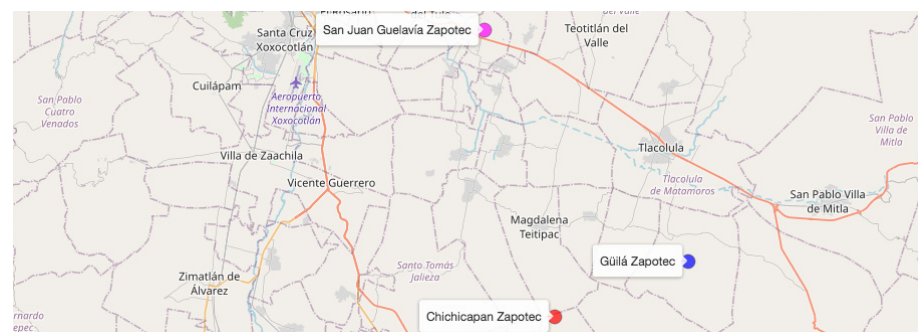 Santa Cruz
Xoxocotlán
San Juan Guelavía Zapotec
Teotitlán del
Valle
Cuilápam
Aeropuerto
Internacional
Xoxocotlán
San Pablo
Cuatro
Venados
San Pablo
Villa de
Mitla
Villa de Zaachila
Tlacolula
Vicente Guerrero
Tlacolula
de Matamoros
San Pablo Villa
de Mitla
Magdalena
Teitipac
Güilá Zapotec
Zimatlán de
Álvarez
Santo Tomás
Jalieza
Chichicapan Zapotec